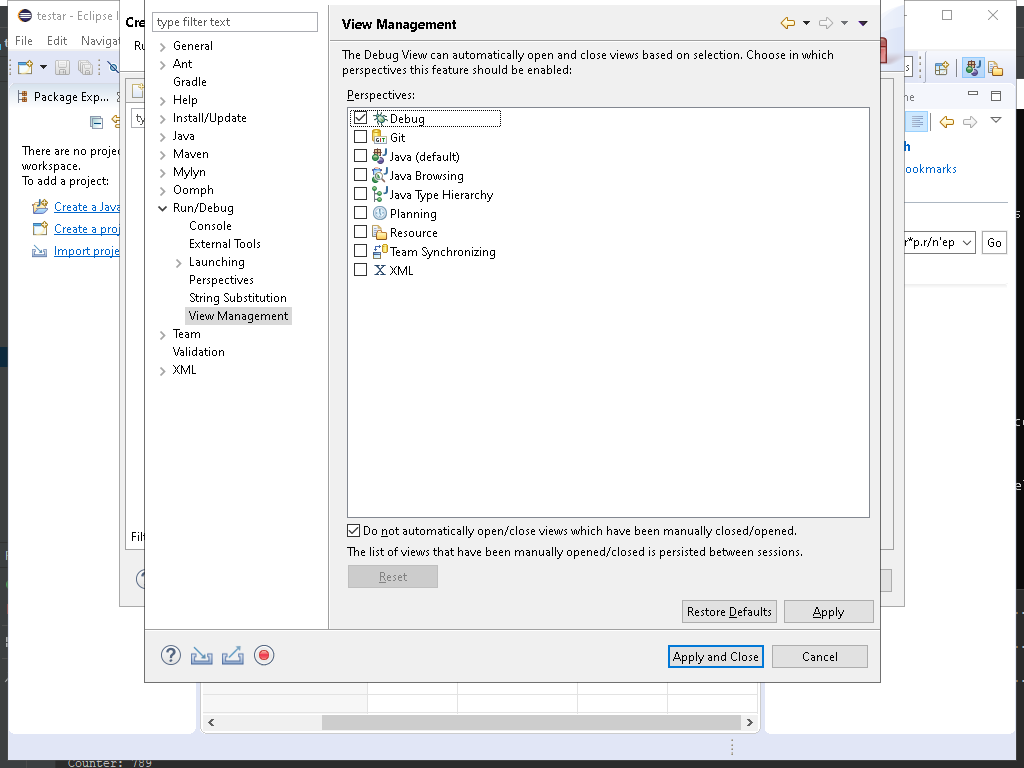 testar - Eclipse I
File Edit Navigat
Package Exp...
There are no projec
workspace.
To add a project:
Create a Java
Create a proj
Import proje
Cre
Ru
ty
Filt
type filter text
General
Ant
Gradle
Help
Install/Update
Java
Maven
Mylyn
Oomph
Run/Debug
Console
External Tools
Launching
Perspectives
String Substitution
View Management
Team
Validation
XML
View Management
The Debug View can automatically open and close views based on selection. Choose in which
perspectives this feature should be enabled:
Perspectives:
Debug
Git
Java (default)
Java Browsing
Java Type Hierarchy
Planning
Resource
Team Synchronizing
XML
Do not automatically open/close views which have been manually closed/opened.
The list of views that have been manually opened/closed is persisted between sessions.
Reset
Restore Defaults Apply
Apply and Close Cancel
ne
h
ookmarks
r*p.r/n'ep
Go
Counter: 789